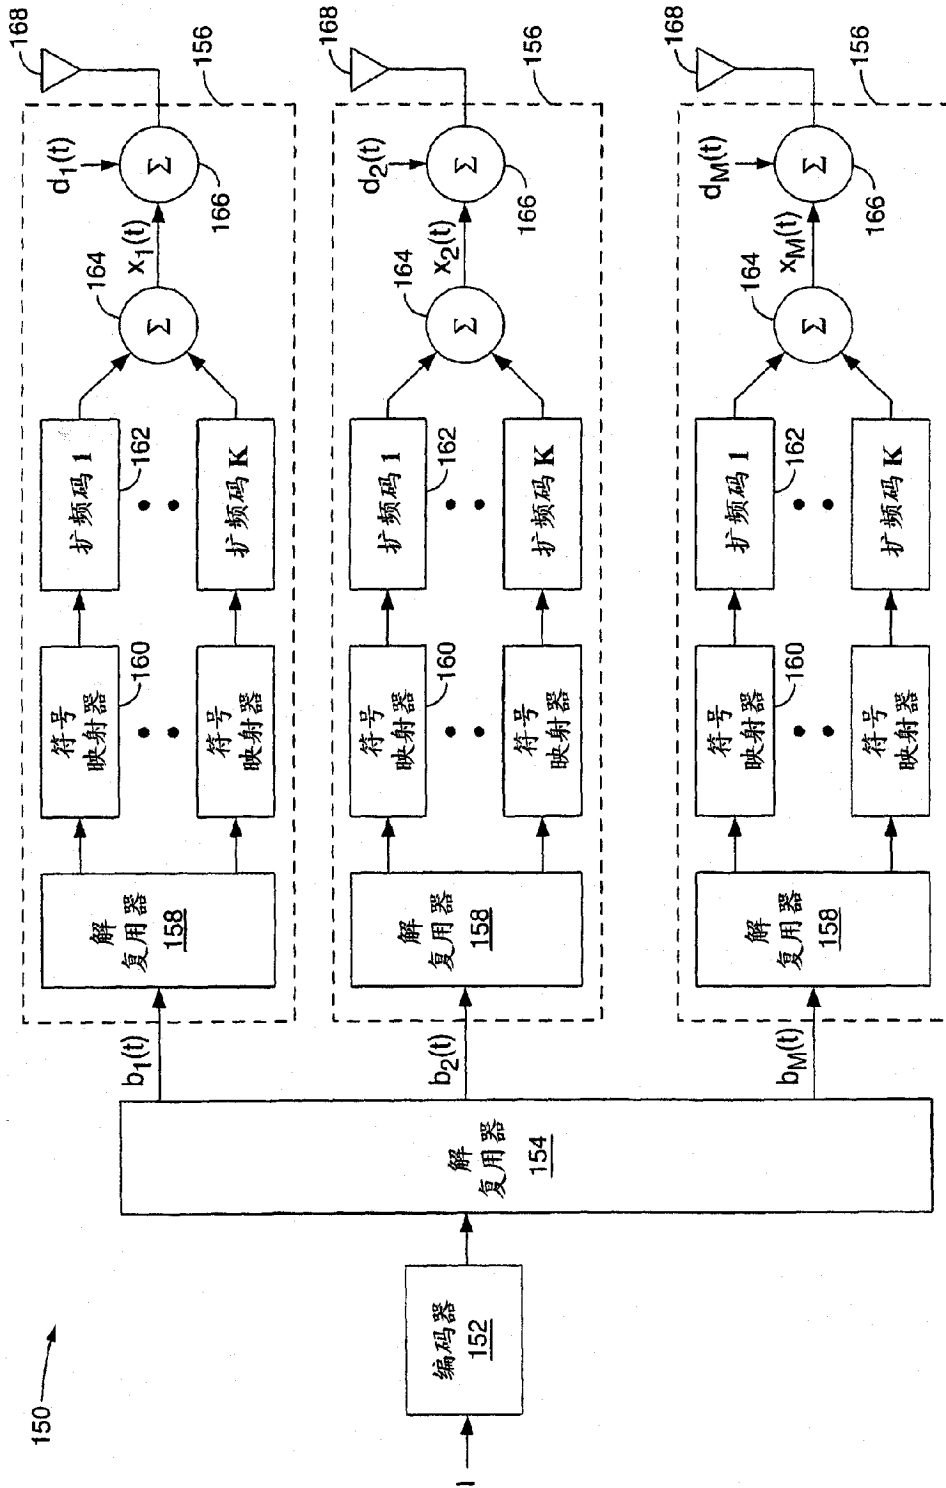 150
I
编码器
152
解
复用器
154
b₁(t)
解
复用器
158
符号
映射器
160
符号
映射器
扩频码 1
162
扩频码 K
164
Σ
x₁(t)
d₁(t)
Σ
166
168
156
b₂(t)
解
复用器
158
符号
映射器
160
符号
映射器
扩频码 1
162
扩频码 K
164
Σ
x₂(t)
d₂(t)
Σ
166
168
156
b_M(t)
解
复用器
158
符号
映射器
160
符号
映射器
扩频码 1
162
扩频码 K
164
Σ
x_M(t)
d_M(t)
Σ
166
168
156